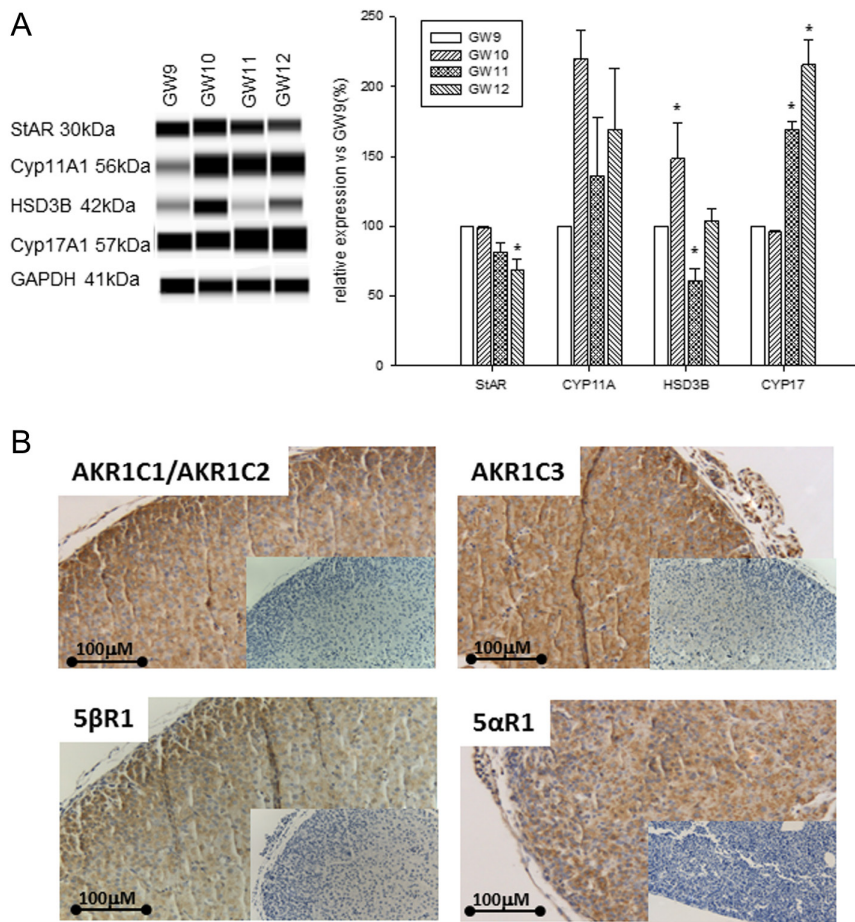 A
GW9 GW10 GW11 GW12
StAR 30kDa
Cyp11A1 56kDa
HSD3B 42kDa
Cyp17A1 57kDa
GAPDH 41kDa
relative expression vs GW9(%)
250
200
150
100
50
0
GW9
GW10
GW11
GW12
*
*
*
*
*
StAR CYP11A HSD3B CYP17
B
AKR1C1/AKR1C2
100µM
AKR1C3
100µM
5βR1
100µM
5αR1
100µM